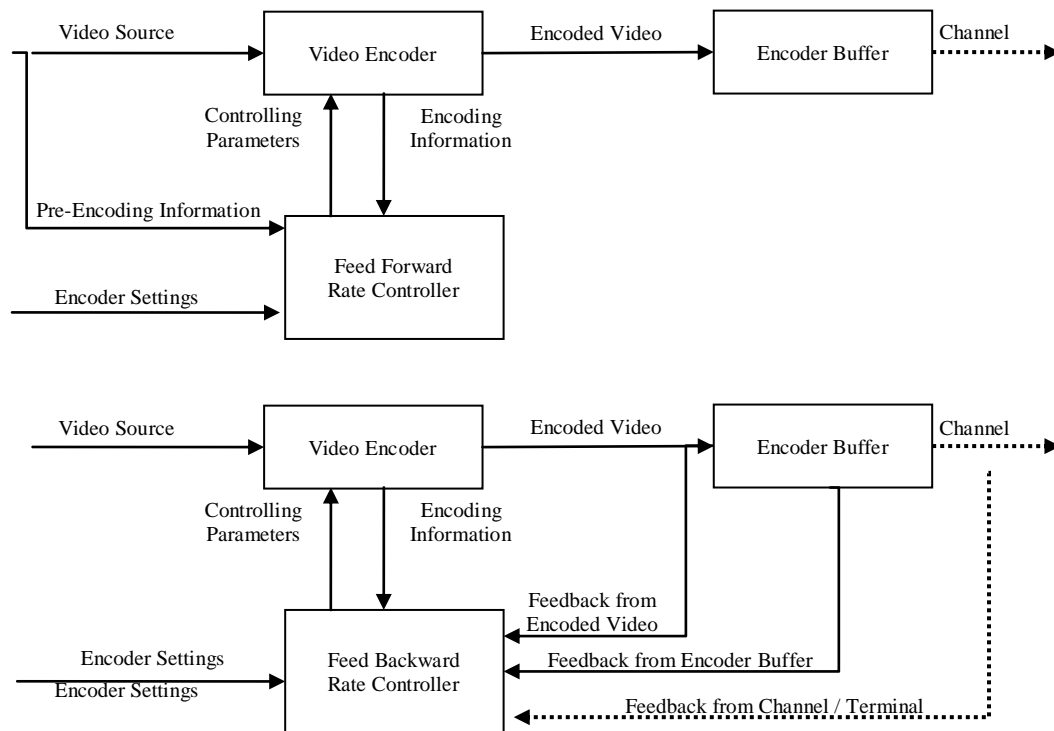 Video Source
Video Encoder
Encoded Video
Encoder Buffer
Channel
Controlling
Parameters
Encoding
Information
Pre-Encoding Information
Feed Forward
Rate Controller
Encoder Settings
Video Source
Video Encoder
Encoded Video
Encoder Buffer
Channel
Controlling
Parameters
Encoding
Information
Feedback from
Encoded Video
Encoder Settings
Encoder Settings
Feed Backward
Rate Controller
Feedback from Encoder Buffer
Feedback from Channel / Terminal